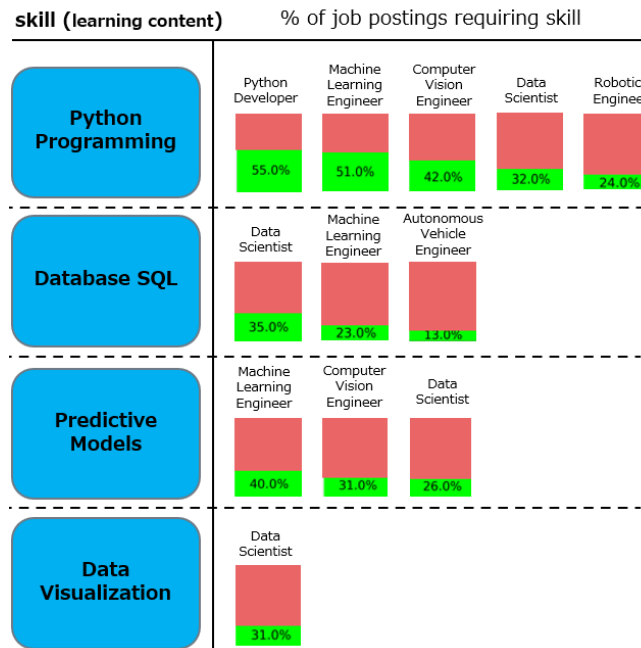 skill (learning content)
% of job postings requiring skill
Python
Programming
Python
Developer
55.0%
Machine
Learning
Engineer
51.0%
Computer
Vision
Engineer
42.0%
Data
Scientist
32.0%
Robotic
Enginee
24.0%
Database SQL
Data
Scientist
35.0%
Machine
Learning
Engineer
23.0%
Autonomous
Vehicle
Engineer
13.0%
Predictive
Models
Machine
Learning
Engineer
40.0%
Computer
Vision
Engineer
31.0%
Data
Scientist
26.0%
Data
Visualization
Data
Scientist
31.0%